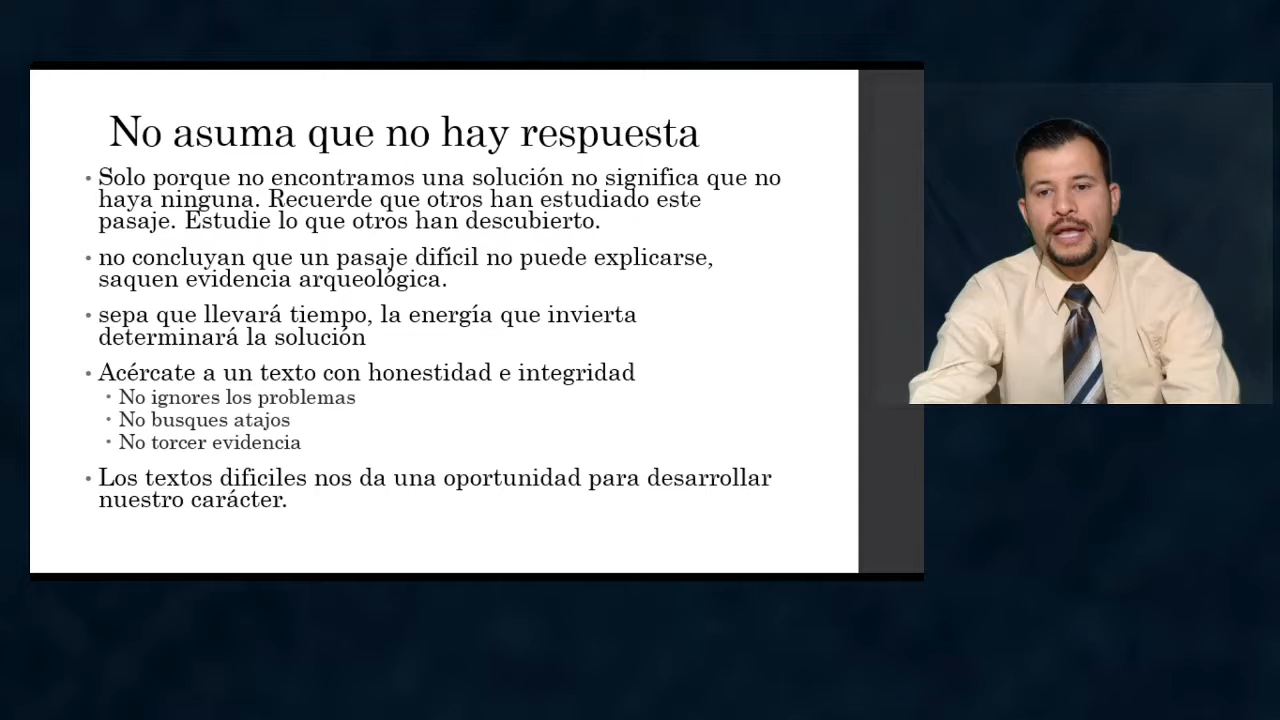 No asuma que no hay respuesta
• Solo porque no encontramos una solución no significa que no
haya ninguna. Recuerde que otros han estudiado este
pasaje. Estudie lo que otros han descubierto.
• no concluyan que un pasaje difícil no puede explicarse,
saquen evidencia arqueológica.
• sepa que llevará tiempo, la energía que invierta
determinará la solución
• Acércate a un texto con honestidad e integridad
• No ignores los problemas
• No busques atajos
• No torcer evidencia
• Los textos dificiles nos da una oportunidad para desarrollar
nuestro carácter.